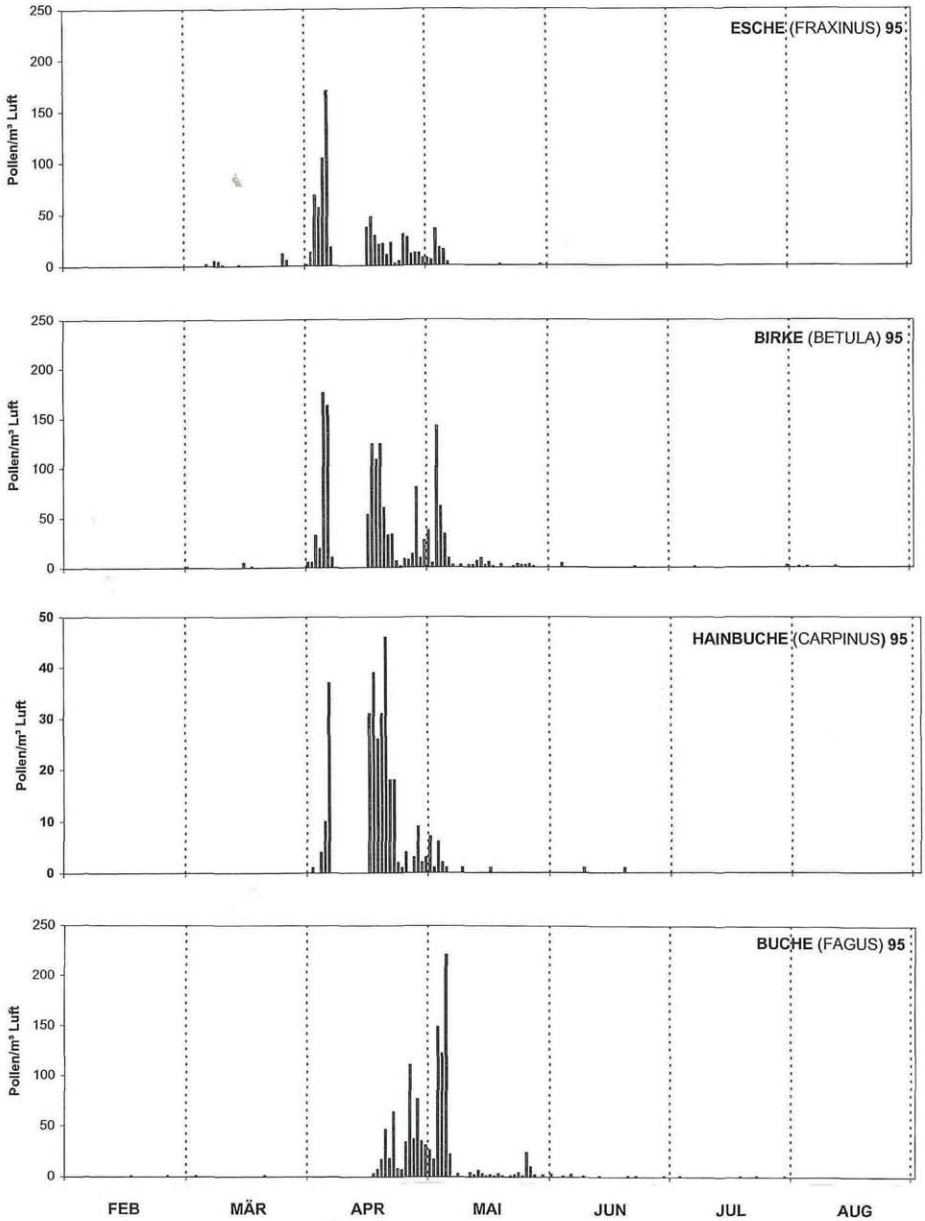 ESCHE (FRAXINUS) 95
Pollen/m³ Luft
250
200
150
100
50
0
BIRKE (BETULA) 95
Pollen/m³ Luft
250
200
150
100
50
0
HAINBUCHE (CARPINUS) 95
Pollen/m³ Luft
50
40
30
20
10
0
BUCHE (FAGUS) 95
Pollen/m³ Luft
250
200
150
100
50
0
FEB MÄR APR MAI JUN JUL AUG